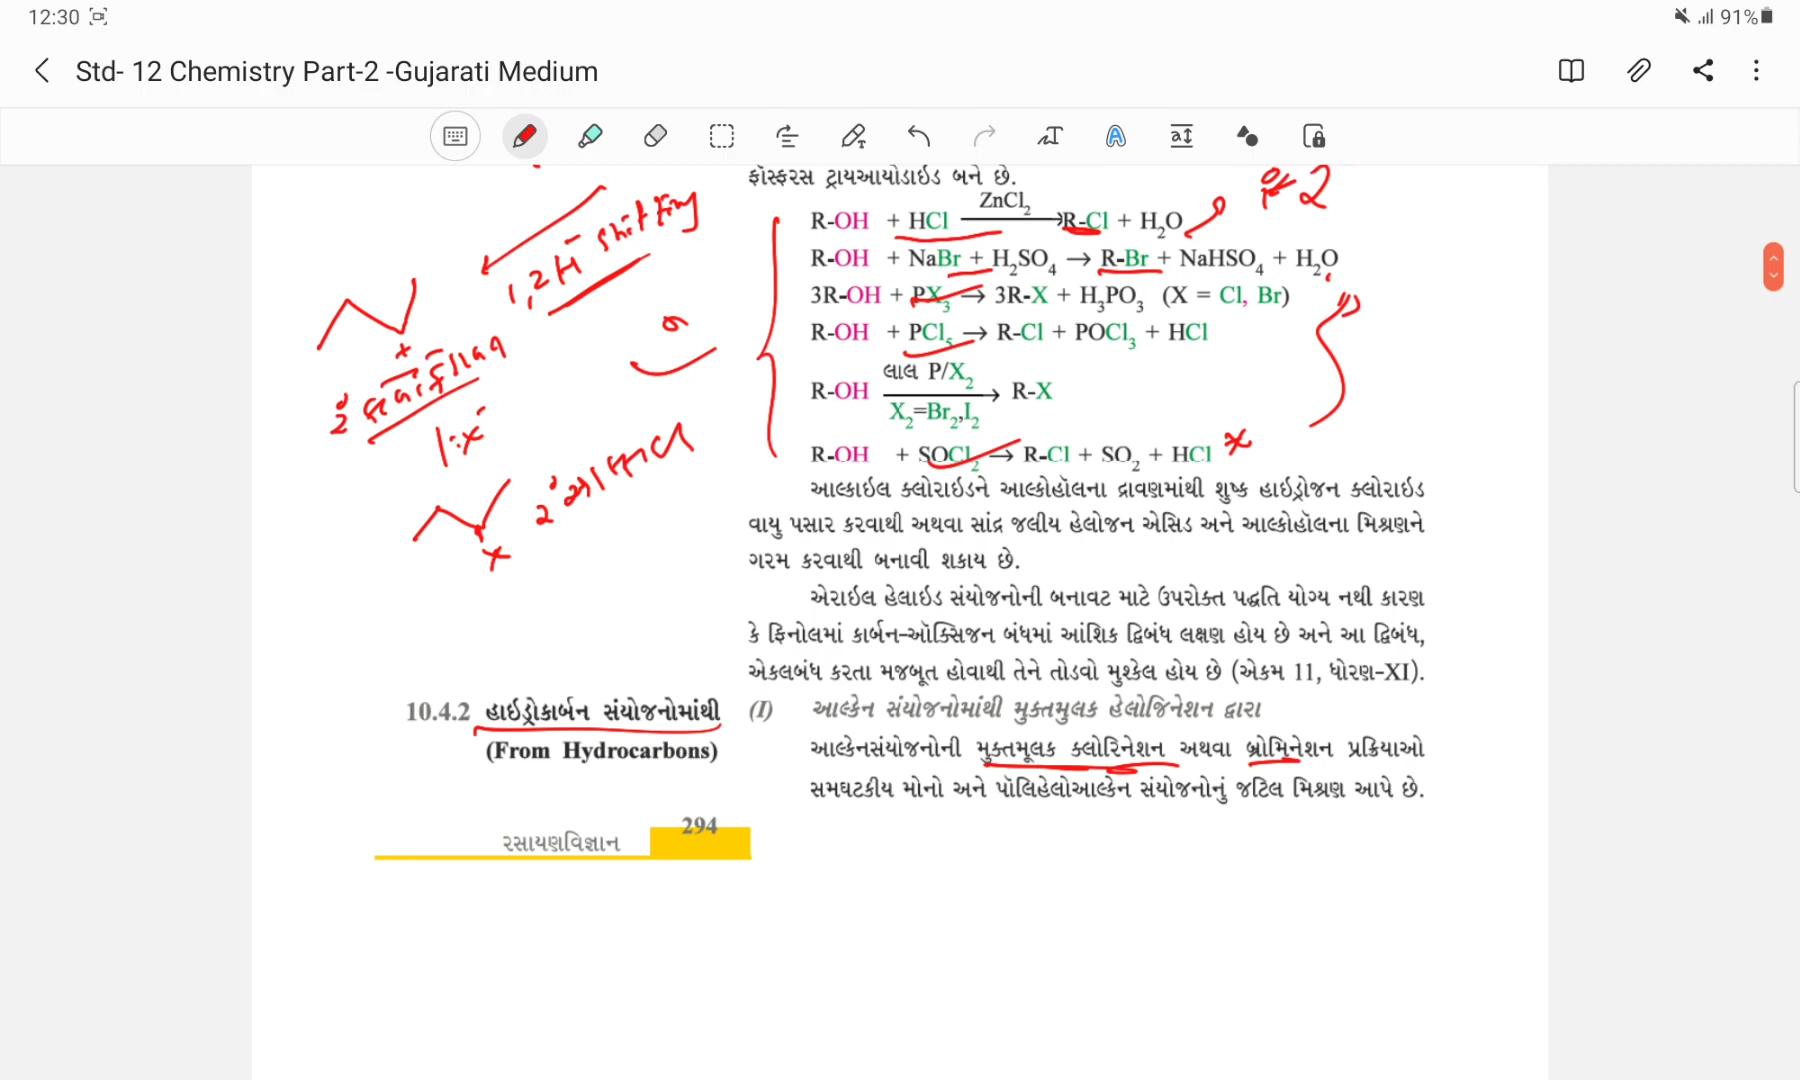 12:30
91%
Std- 12 Chemistry Part-2 -Gujarati Medium
ફૉસ્ફરસ ટ્રાયઆયોડાઇડ બને છે.
R-OH + HCl ZnCl₂ → R-Cl + H₂O
R-OH + NaBr + H₂SO₄ → R-Br + NaHSO₄ + H₂O
3R-OH + PX₃ → 3R-X + H₃PO₃ (X = Cl, Br)
R-OH + PCl₅ → R-Cl + POCl₃ + HCl
R-OH લાલ P/X₂ → R-X
X₂=Br₂,I₂
R-OH + SOCl₂ → R-Cl + SO₂ + HCl
1,2 H⁻ shifting
2°
2°
2
આલ્કાઇલ ક્લોરાઇડને આલ્કોહૉલના દ્રાવણમાંથી શુષ્ક હાઇડ્રોજન ક્લોરાઇડ
વાયુ પસાર કરવાથી અથવા સાંદ્ર જલીય હેલોજન એસિડ અને આલ્કોહૉલના મિશ્રણને
ગરમ કરવાથી બનાવી શકાય છે.
એરાઇલ હેલાઇડ સંયોજનોની બનાવટ માટે ઉપરોક્ત પદ્ધતિ યોગ્ય નથી કારણ
કે ફિનોલમાં કાર્બન-ઑક્સિજન બંધમાં આંશિક દ્વિબંધ લક્ષણ હોય છે અને આ દ્વિબંધ,
એકલબંધ કરતા મજબૂત હોવાથી તેને તોડવો મુશ્કેલ હોય છે (એકમ 11, ધોરણ-XI).
10.4.2 હાઇડ્રોકાર્બન સંયોજનોમાંથી
(From Hydrocarbons)
(I) આલ્કેન સંયોજનોમાંથી મુક્તમુલક હેલોજિનેશન દ્વારા
આલ્કેનસંયોજનોની મુક્તમૂલક ક્લોરિનેશન અથવા બ્રોમિનેશન પ્રક્રિયાઓ
સમઘટકીય મોનો અને પૉલિહેલોઆલ્કેન સંયોજનોનું જટિલ મિશ્રણ આપે છે.
294
રસાયણવિજ્ઞાન